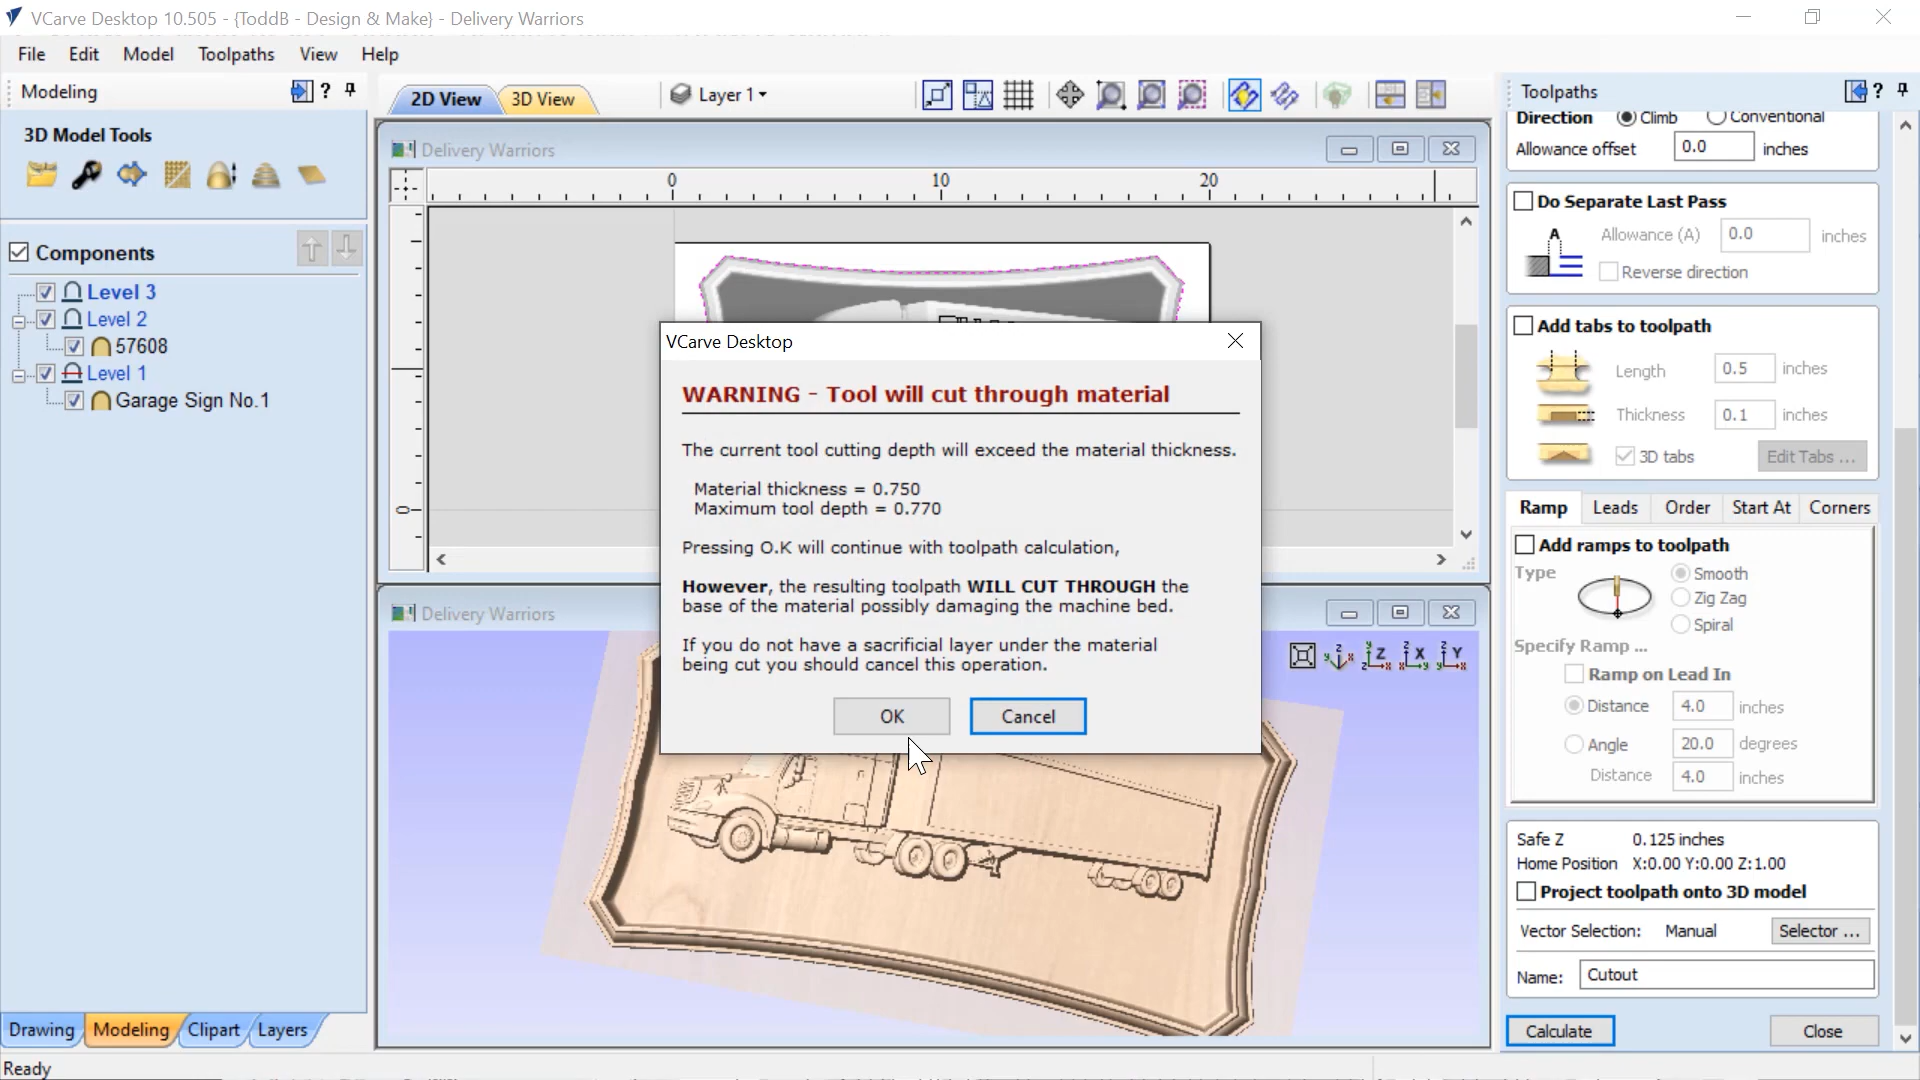 VCarve Desktop 10.505 - {ToddB - Design & Make} - Delivery Warriors
File Edit Model Toolpaths View Help
Modeling
?
2D View
3D View
Layer 1
Toolpaths
?
3D Model Tools
Components
Level 3
Level 2
57608
Level 1
Garage Sign No.1
Delivery Warriors
0 10 20
0
VCarve Desktop
WARNING - Tool will cut through material
The current tool cutting depth will exceed the material thickness.
Material thickness = 0.750
Maximum tool depth = 0.770
Pressing O.K will continue with toolpath calculation,
However, the resulting toolpath WILL CUT THROUGH the
base of the material possibly damaging the machine bed.
If you do not have a sacrificial layer under the material
being cut you should cancel this operation.
OK Cancel
Delivery Warriors
Direction Climb Conventional
Allowance offset 0.0 inches
Do Separate Last Pass
A
Allowance (A) 0.0 inches
Reverse direction
Add tabs to toolpath
Length 0.5 inches
Thickness 0.1 inches
3D tabs Edit Tabs ...
Ramp Leads Order Start At Corners
Add ramps to toolpath
Type Smooth
Zig Zag
Spiral
Specify Ramp ...
Ramp on Lead In
Distance 4.0 inches
Angle 20.0 degrees
Distance 4.0 inches
Safe Z 0.125 inches
Home Position X:0.00 Y:0.00 Z:1.00
Project toolpath onto 3D model
Vector Selection: Manual Selector ...
Name: Cutout
Calculate Close
Drawing Modeling Clipart Layers
Ready